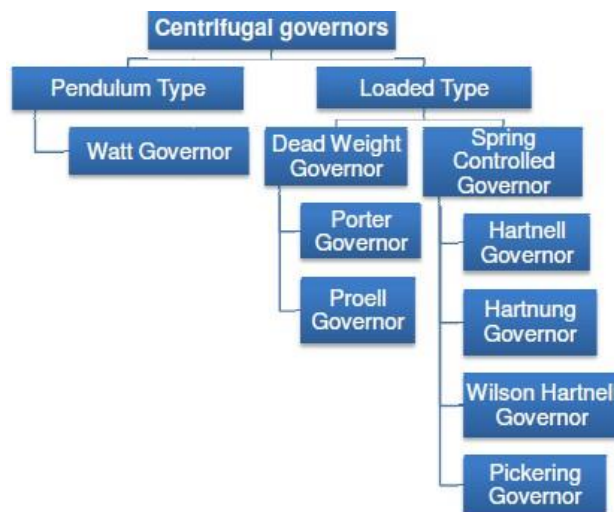 Centrifugal governors
Pendulum Type
Loaded Type
Watt Governor
Dead Weight
Governor
Spring
Controlled
Governor
Porter
Governor
Proell
Governor
Hartnell
Governor
Hartnung
Governor
Wilson Hartnell
Governor
Pickering
Governor